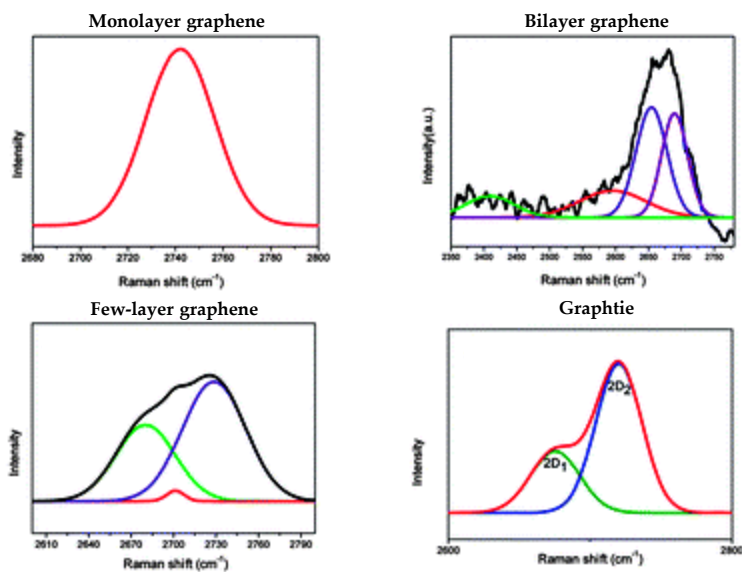 Monolayer graphene
Intensity
2680 2700 2720 2740 2760 2780 2800
Raman shift (cm⁻¹)
Bilayer graphene
Intensity(a.u.)
2350 2400 2450 2500 2550 2600 2650 2700 2750
Raman shift (cm⁻¹)
Few-layer graphene
Intensity
2610 2640 2670 2700 2730 2760 2790
Raman shift (cm⁻¹)
Graphtie
2D₁
2D₂
Intensity
2600 2800
Raman shift (cm⁻¹)